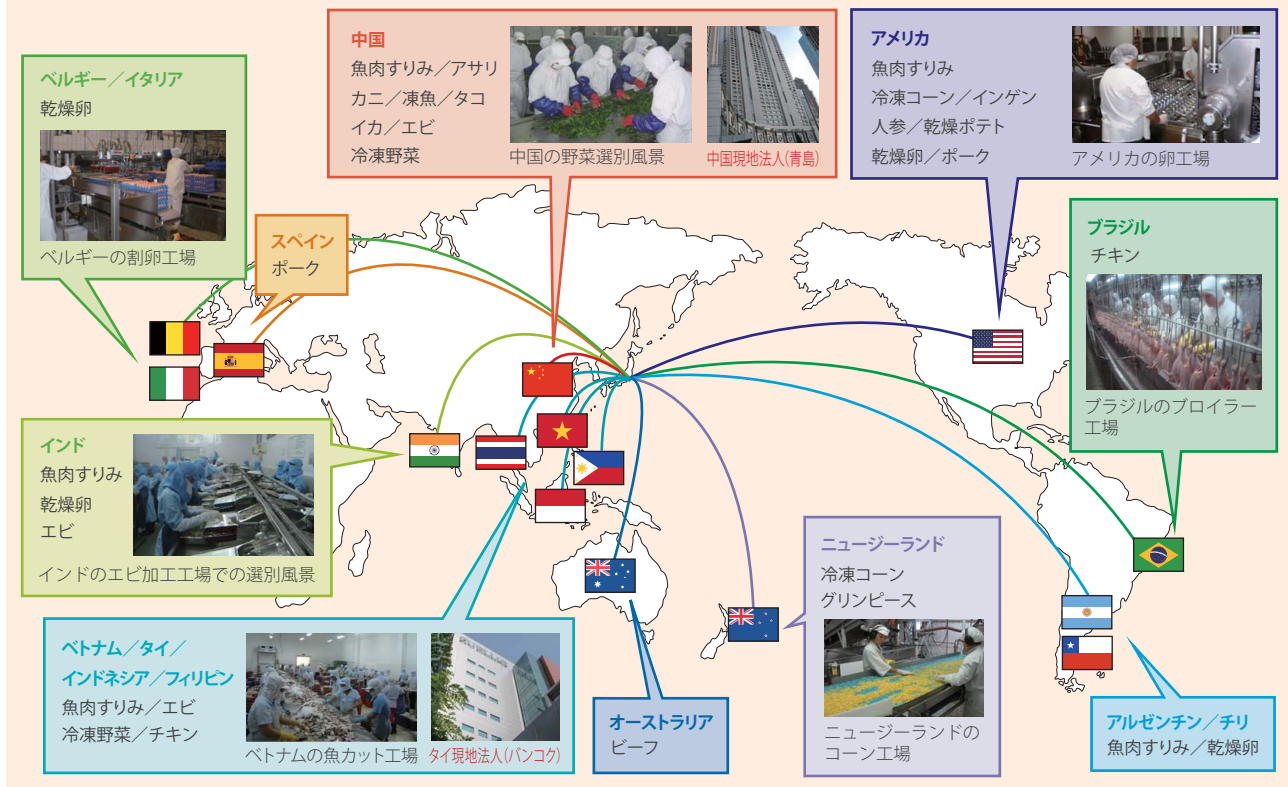 ベルギー／イタリア
乾燥卵
ベルギーの割卵工場
スペイン
ポーク
中国
魚肉すりみ／アサリ
カニ／凍魚／タコ
イカ／エビ
冷凍野菜
中国の野菜選別風景
中国現地法人(青島)
アメリカ
魚肉すりみ
冷凍コーン／インゲン
人参／乾燥ポテト
乾燥卵／ポーク
アメリカの卵工場
ブラジル
チキン
ブラジルのブロイラー
工場
インド
魚肉すりみ
乾燥卵
エビ
インドのエビ加工工場での選別風景
ベトナム／タイ／
インドネシア／フィリピン
魚肉すりみ／エビ
冷凍野菜／チキン
ベトナムの魚カット工場
タイ現地法人(バンコク)
オーストラリア
ビーフ
ニュージーランド
冷凍コーン
グリンピース
ニュージーランドの
コーン工場
アルゼンチン／チリ
魚肉すりみ／乾燥卵